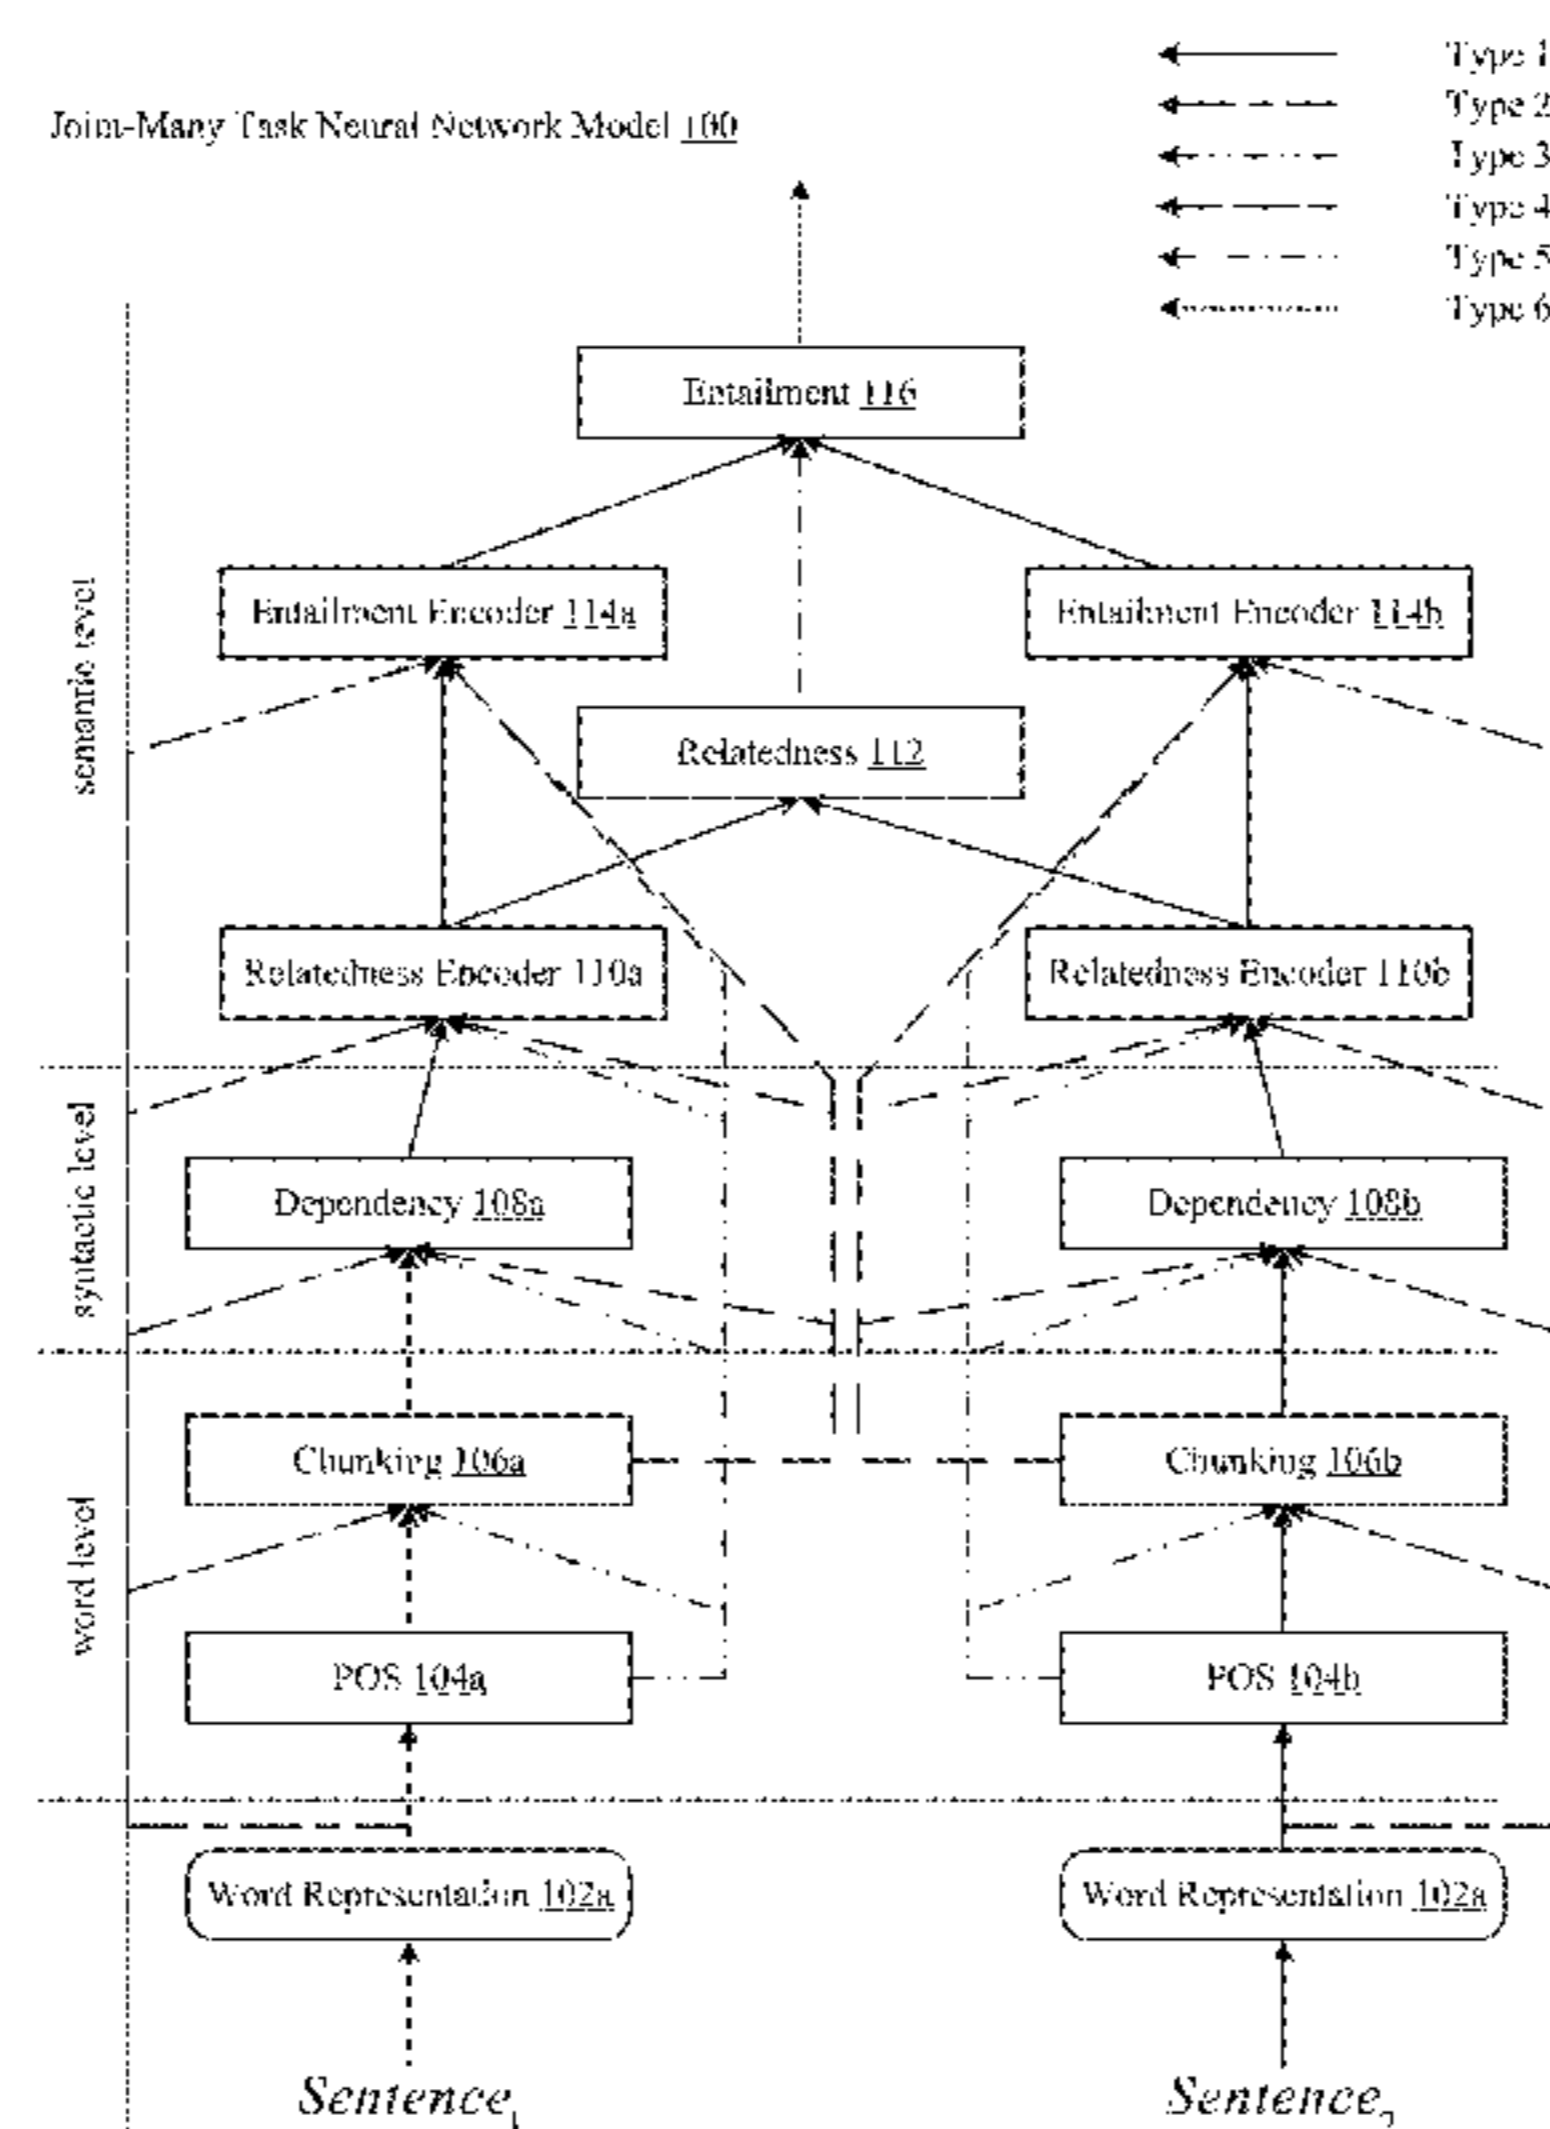 Type 1
Type 2
Joint-Many Task Neural Network Model 100
Type 3
Type 4
Type 5
Type 6
Entailment 116
semantic level
Entailment Encoder 114a
Entailment Encoder 114b
Relatedness 112
Relatedness Encoder 110a
Relatedness Encoder 110b
syntactic level
Dependency 108a
Dependency 108b
word level
Chunking 106a
Chunking 106b
POS 104a
POS 104b
Word Representation 102a
Word Representation 102a
Sentence1
Sentence2